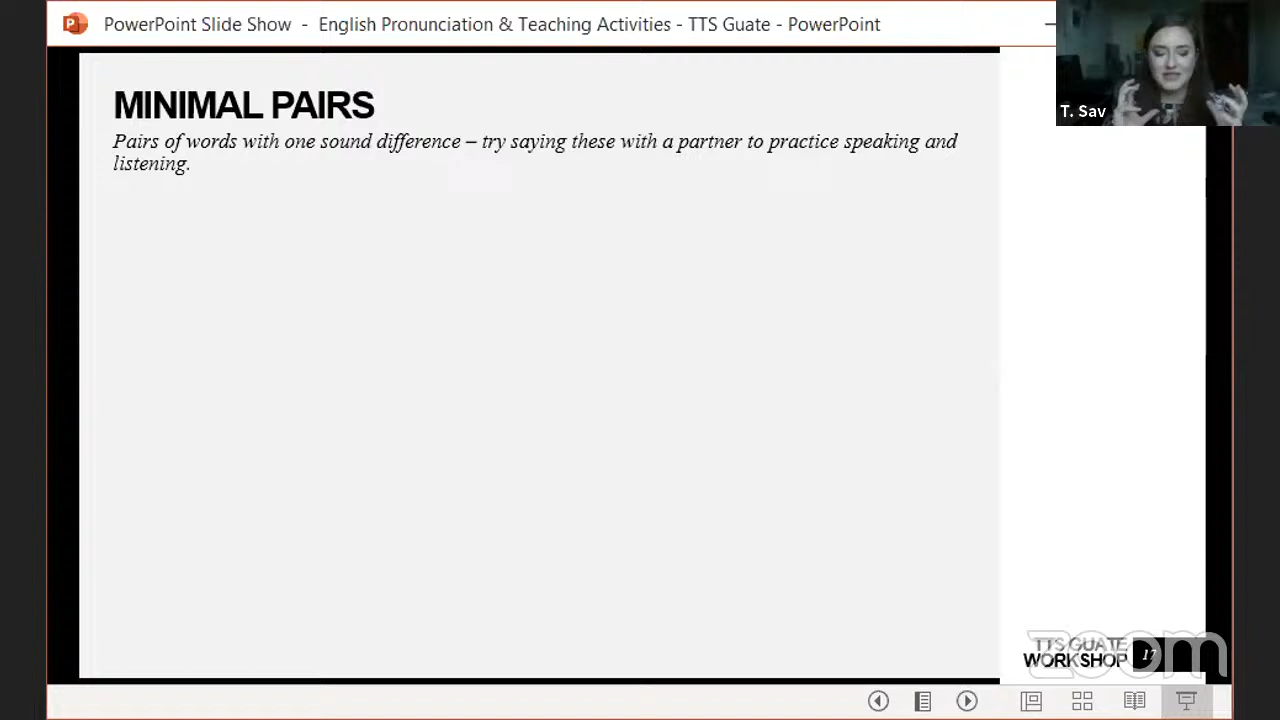 PowerPoint Slide Show - English Pronunciation & Teaching Activities - TTS Guate - PowerPoint
T. Sav
MINIMAL PAIRS
Pairs of words with one sound difference – try saying these with a partner to practice speaking and
listening.
TTS GUATE
WORKSHOP
17
zoom